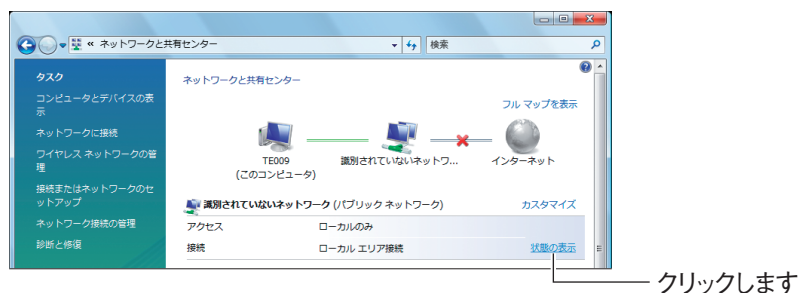 « ネットワークと共有センター
検索
タスク
コンピュータとデバイスの表
示
ネットワークに接続
ワイヤレス ネットワークの管
理
接続またはネットワークのセ
ットアップ
ネットワーク接続の管理
診断と修復
ネットワークと共有センター
フル マップを表示
TE009
(このコンピュータ)
識別されていないネットワ...
インターネット
識別されていないネットワーク (パブリック ネットワーク)
カスタマイズ
アクセス
ローカルのみ
接続
ローカル エリア接続
状態の表示
クリックします